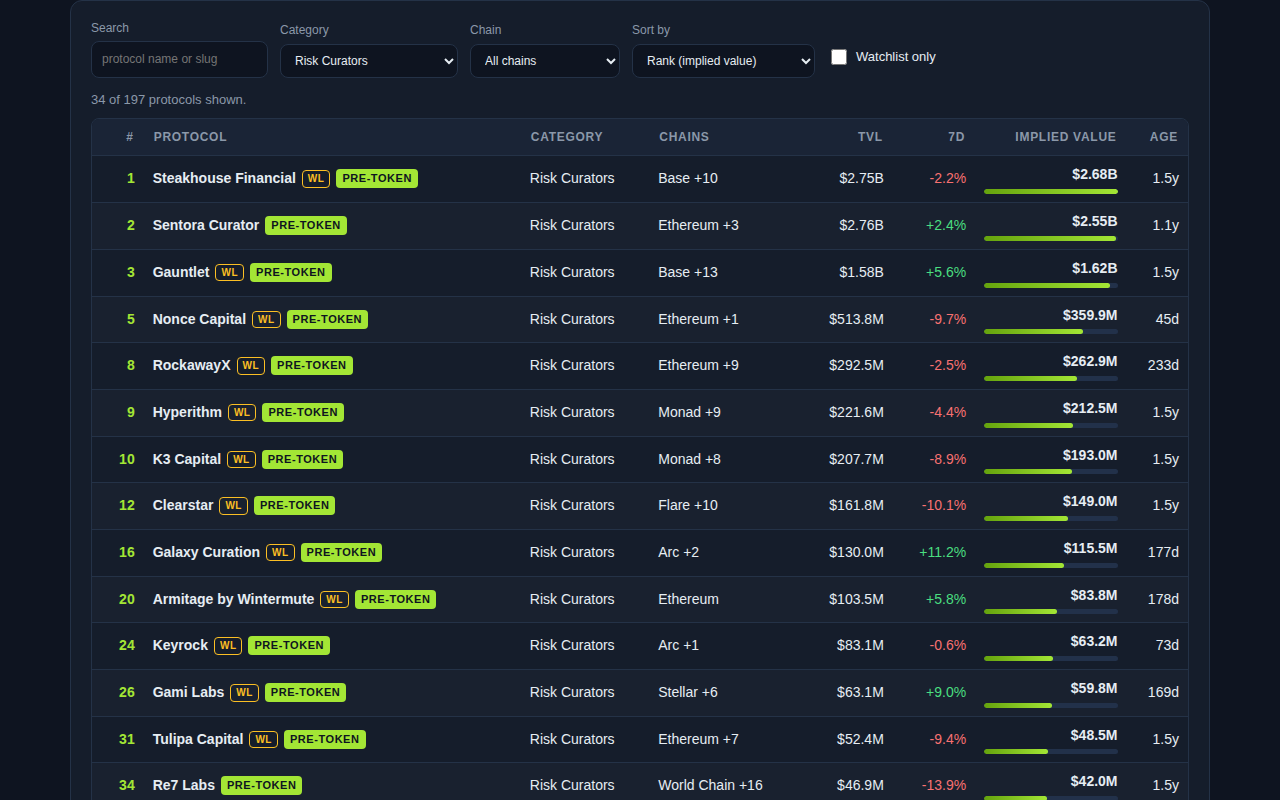 Search
Category
Chain
Sort by
protocol name or slug
Risk Curators
All chains
Rank (implied value)
Watchlist only
34 of 197 protocols shown.
# PROTOCOL CATEGORY CHAINS TVL 7D IMPLIED VALUE AGE
1 Steakhouse Financial WL PRE-TOKEN Risk Curators Base +10 $2.75B -2.2% $2.68B 1.5y
2 Sentora Curator PRE-TOKEN Risk Curators Ethereum +3 $2.76B +2.4% $2.55B 1.1y
3 Gauntlet WL PRE-TOKEN Risk Curators Base +13 $1.58B +5.6% $1.62B 1.5y
5 Nonce Capital WL PRE-TOKEN Risk Curators Ethereum +1 $513.8M -9.7% $359.9M 45d
8 RockawayX WL PRE-TOKEN Risk Curators Ethereum +9 $292.5M -2.5% $262.9M 233d
9 Hyperithm WL PRE-TOKEN Risk Curators Monad +9 $221.6M -4.4% $212.5M 1.5y
10 K3 Capital WL PRE-TOKEN Risk Curators Monad +8 $207.7M -8.9% $193.0M 1.5y
12 Clearstar WL PRE-TOKEN Risk Curators Flare +10 $161.8M -10.1% $149.0M 1.5y
16 Galaxy Curation WL PRE-TOKEN Risk Curators Arc +2 $130.0M +11.2% $115.5M 177d
20 Armitage by Wintermute WL PRE-TOKEN Risk Curators Ethereum $103.5M +5.8% $83.8M 178d
24 Keyrock WL PRE-TOKEN Risk Curators Arc +1 $83.1M -0.6% $63.2M 73d
26 Gami Labs WL PRE-TOKEN Risk Curators Stellar +6 $63.1M +9.0% $59.8M 169d
31 Tulipa Capital WL PRE-TOKEN Risk Curators Ethereum +7 $52.4M -9.4% $48.5M 1.5y
34 Re7 Labs PRE-TOKEN Risk Curators World Chain +16 $46.9M -13.9% $42.0M 1.5y